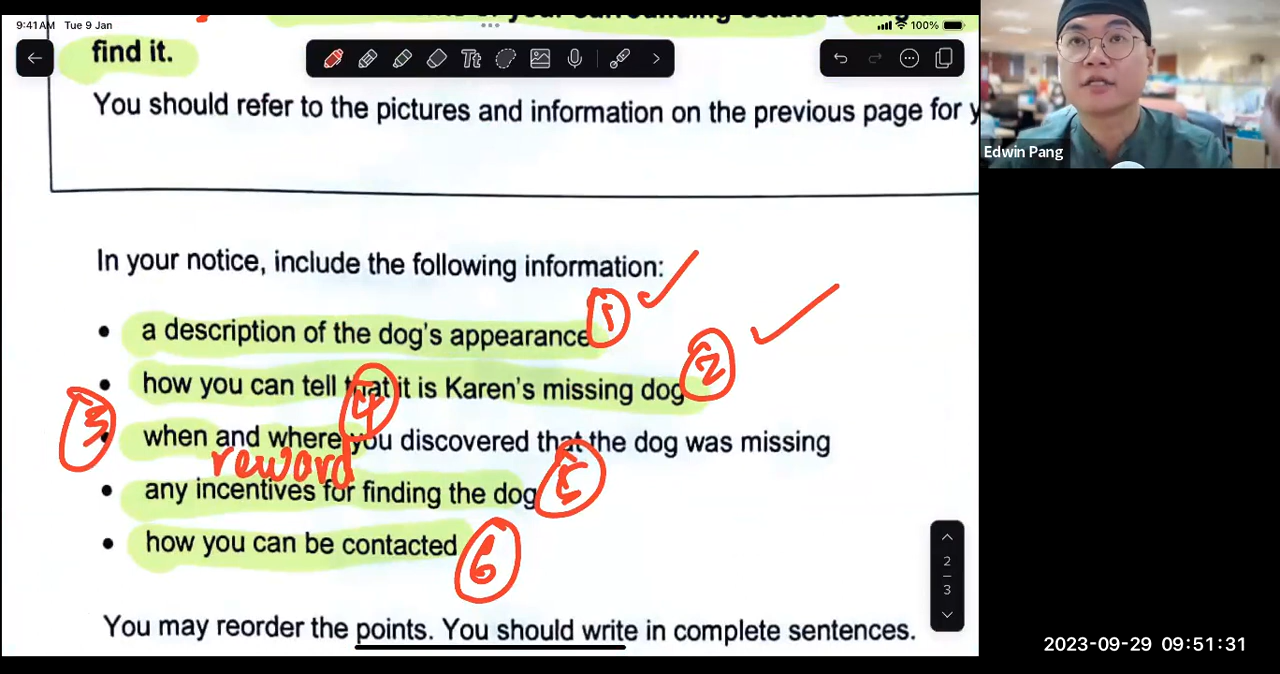 9:41AM Tue 9 Jan
100%
find it.
Tt
You should refer to the pictures and information on the previous page for y
Edwin Pang
In your notice, include the following information:
• a description of the dog's appearance 1
• how you can tell that it is Karen's missing dog 2
3 4
• when and where you discovered that the dog was missing
reward
• any incentives for finding the dog 5
• how you can be contacted 6
2
3
You may reorder the points. You should write in complete sentences.
2023-09-29 09:51:31